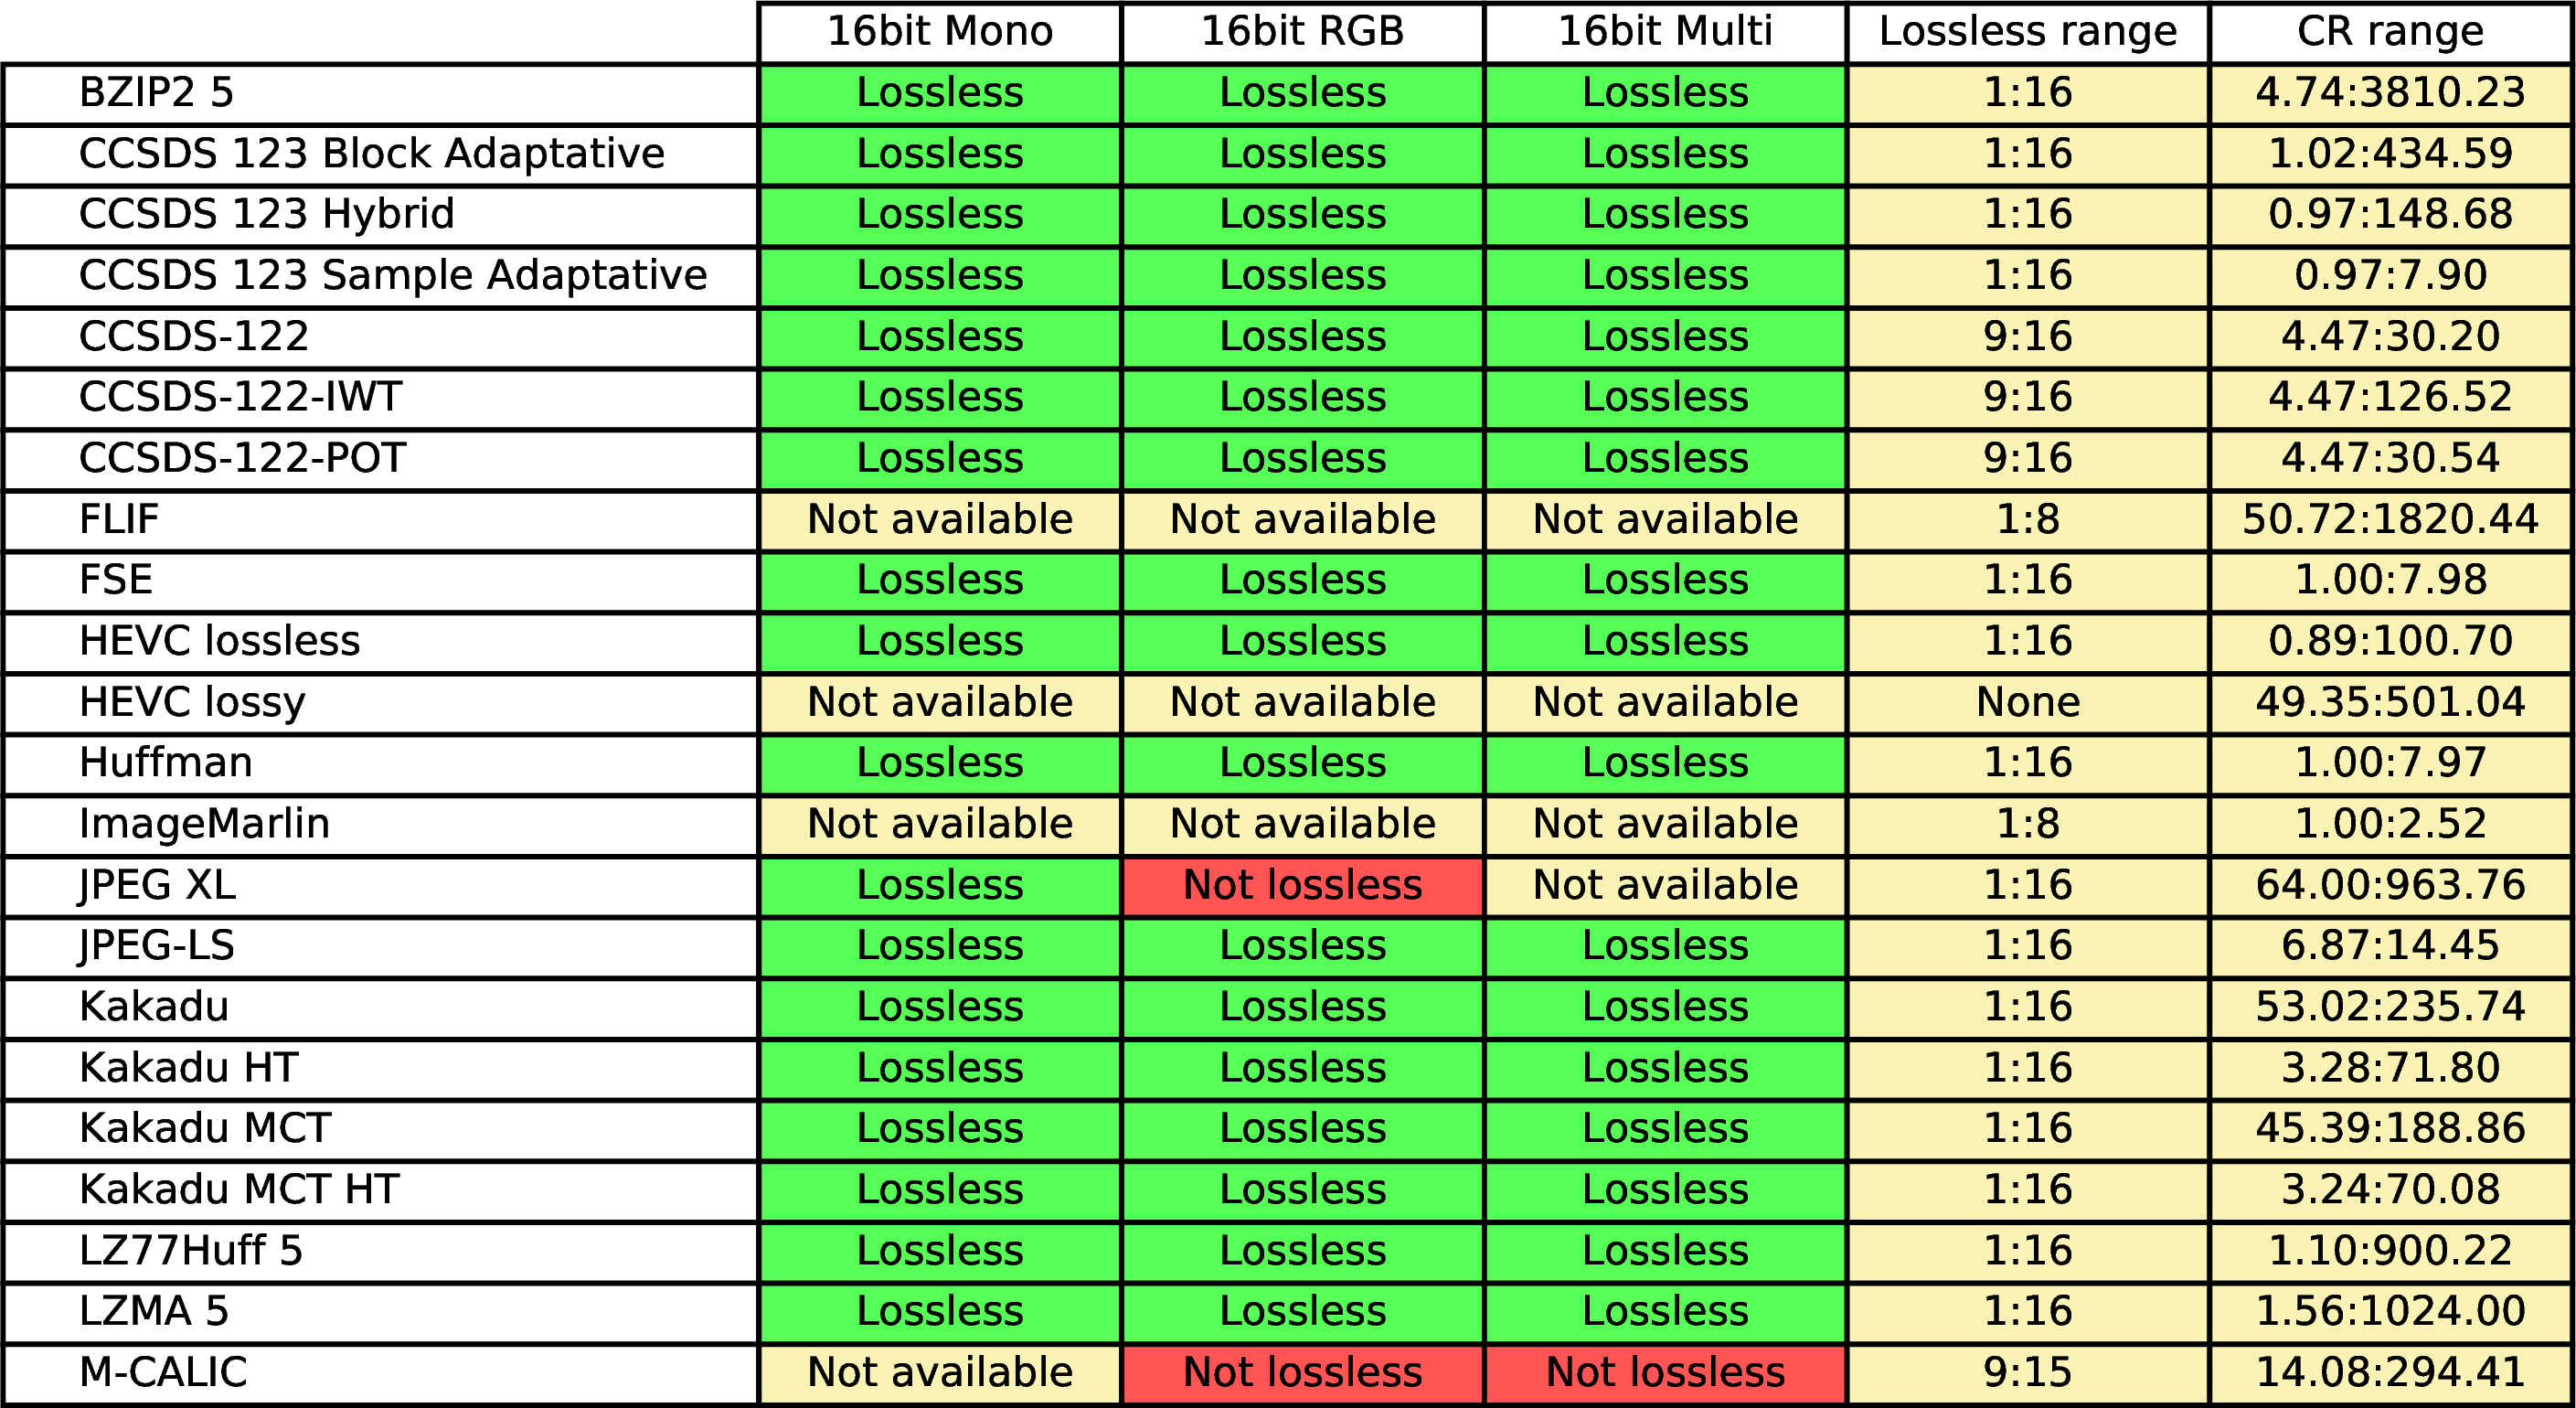 16bit Mono 16bit RGB 16bit Multi Lossless range CR range
BZIP2 5 Lossless Lossless Lossless 1:16 4.74:3810.23
CCSDS 123 Block Adaptative Lossless Lossless Lossless 1:16 1.02:434.59
CCSDS 123 Hybrid Lossless Lossless Lossless 1:16 0.97:148.68
CCSDS 123 Sample Adaptative Lossless Lossless Lossless 1:16 0.97:7.90
CCSDS-122 Lossless Lossless Lossless 9:16 4.47:30.20
CCSDS-122-IWT Lossless Lossless Lossless 9:16 4.47:126.52
CCSDS-122-POT Lossless Lossless Lossless 9:16 4.47:30.54
FLIF Not available Not available Not available 1:8 50.72:1820.44
FSE Lossless Lossless Lossless 1:16 1.00:7.98
HEVC lossless Lossless Lossless Lossless 1:16 0.89:100.70
HEVC lossy Not available Not available Not available None 49.35:501.04
Huffman Lossless Lossless Lossless 1:16 1.00:7.97
ImageMarlin Not available Not available Not available 1:8 1.00:2.52
JPEG XL Lossless Not lossless Not available 1:16 64.00:963.76
JPEG-LS Lossless Lossless Lossless 1:16 6.87:14.45
Kakadu Lossless Lossless Lossless 1:16 53.02:235.74
Kakadu HT Lossless Lossless Lossless 1:16 3.28:71.80
Kakadu MCT Lossless Lossless Lossless 1:16 45.39:188.86
Kakadu MCT HT Lossless Lossless Lossless 1:16 3.24:70.08
LZ77Huff 5 Lossless Lossless Lossless 1:16 1.10:900.22
LZMA 5 Lossless Lossless Lossless 1:16 1.56:1024.00
M-CALIC Not available Not lossless Not lossless 9:15 14.08:294.41